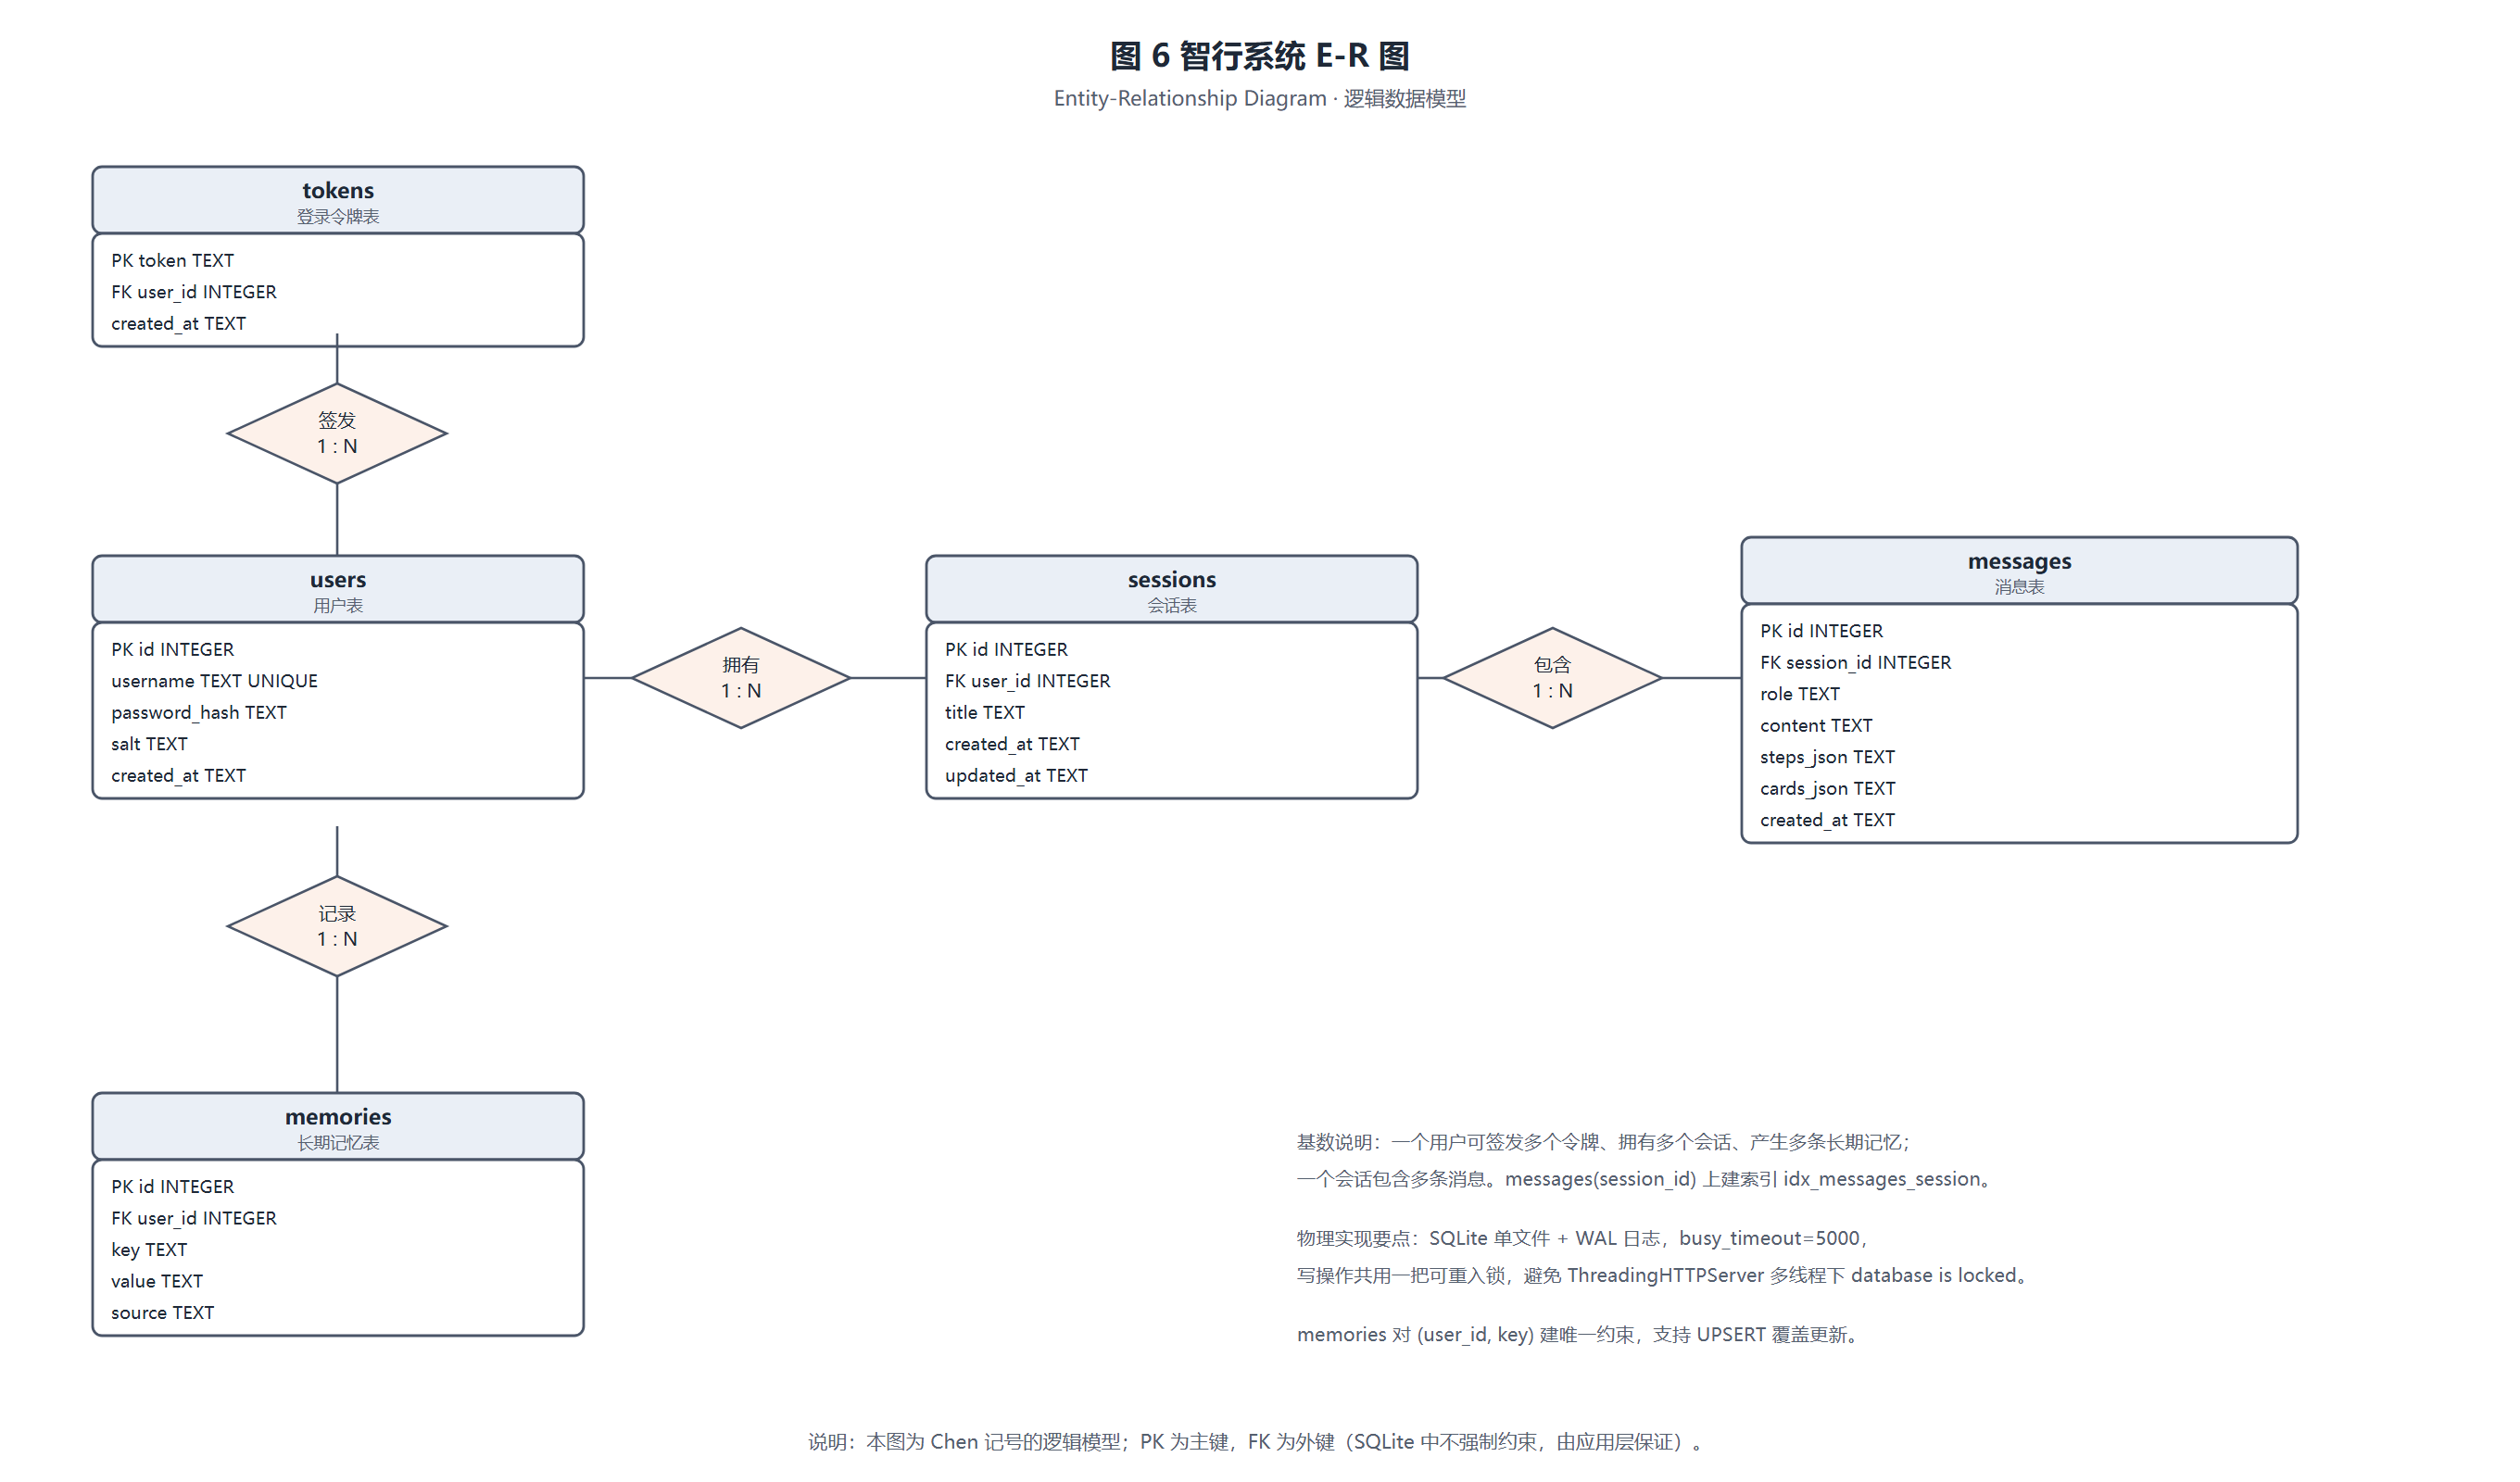 图 6 智行系统 E-R 图
Entity-Relationship Diagram · 逻辑数据模型
tokens
登录令牌表
PK token TEXT
FK user_id INTEGER
created_at TEXT
签发
1 : N
users
用户表
PK id INTEGER
username TEXT UNIQUE
password_hash TEXT
salt TEXT
created_at TEXT
拥有
1 : N
sessions
会话表
PK id INTEGER
FK user_id INTEGER
title TEXT
created_at TEXT
updated_at TEXT
包含
1 : N
messages
消息表
PK id INTEGER
FK session_id INTEGER
role TEXT
content TEXT
steps_json TEXT
cards_json TEXT
created_at TEXT
记录
1 : N
memories
长期记忆表
PK id INTEGER
FK user_id INTEGER
key TEXT
value TEXT
source TEXT
基数说明：一个用户可签发多个令牌、拥有多个会话、产生多条长期记忆；
一个会话包含多条消息。messages(session_id) 上建索引 idx_messages_session。
物理实现要点：SQLite 单文件 + WAL 日志，busy_timeout=5000，
写操作共用一把可重入锁，避免 ThreadingHTTPServer 多线程下 database is locked。
memories 对 (user_id, key) 建唯一约束，支持 UPSERT 覆盖更新。
说明：本图为 Chen 记号的逻辑模型；PK 为主键，FK 为外键（SQLite 中不强制约束，由应用层保证）。